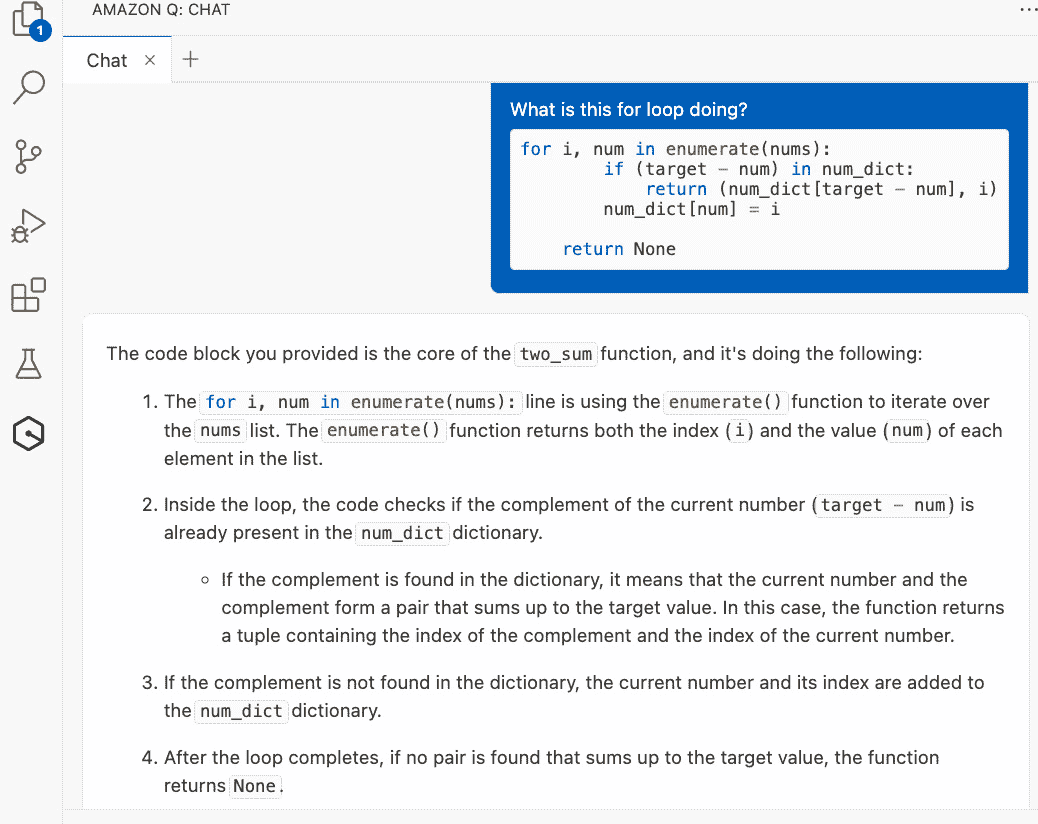 AMAZON Q: CHAT
...
1
Chat × +
What is this for loop doing?
for i, num in enumerate(nums):
        if (target - num) in num_dict:
            return (num_dict[target - num], i)
        num_dict[num] = i
    return None
The code block you provided is the core of the two_sum function, and it's doing the following:
1. The for i, num in enumerate(nums): line is using the enumerate() function to iterate over
the nums list. The enumerate() function returns both the index (i) and the value (num) of each
element in the list.
2. Inside the loop, the code checks if the complement of the current number (target - num) is
already present in the num_dict dictionary.
◦ If the complement is found in the dictionary, it means that the current number and the
complement form a pair that sums up to the target value. In this case, the function returns
a tuple containing the index of the complement and the index of the current number.
3. If the complement is not found in the dictionary, the current number and its index are added to
the num_dict dictionary.
4. After the loop completes, if no pair is found that sums up to the target value, the function
returns None.